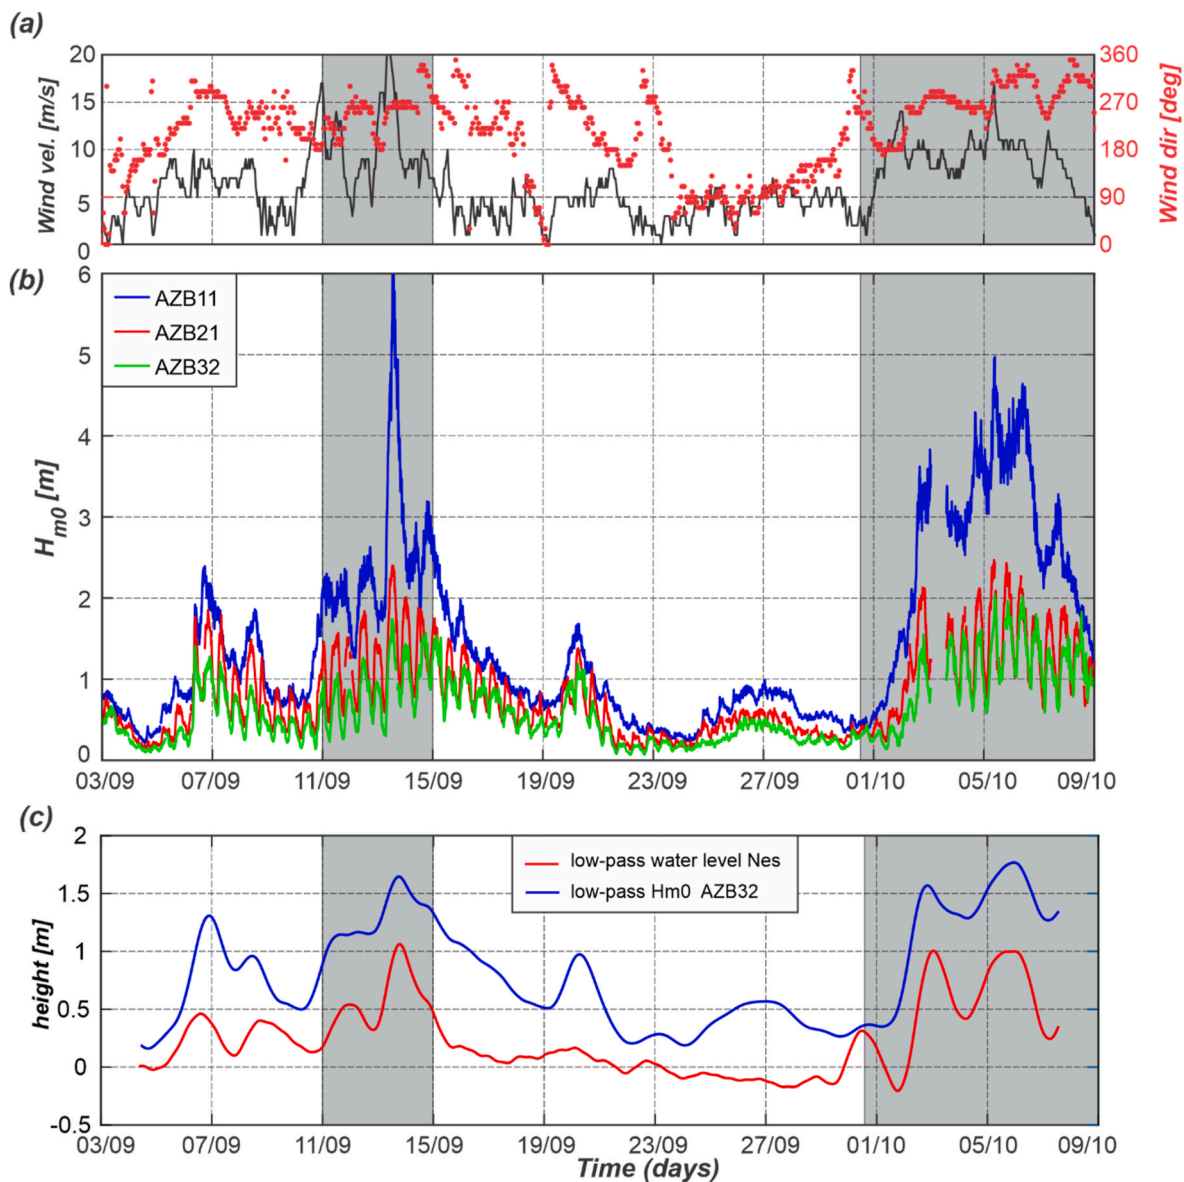 (a)
20
15
10
5
0
Wind vel. [m/s]
360
270
180
90
0
Wind dir [deg]
(b)
6
5
4
3
2
1
0
H_m0 [m]
AZB11
AZB21
AZB32
03/09 07/09 11/09 15/09 19/09 23/09 27/09 01/10 05/10 09/10
(c)
2
1.5
1
0.5
0
-0.5
height [m]
low-pass water level Nes
low-pass Hm0 AZB32
03/09 07/09 11/09 15/09 19/09 23/09 27/09 01/10 05/10 09/10
Time (days)